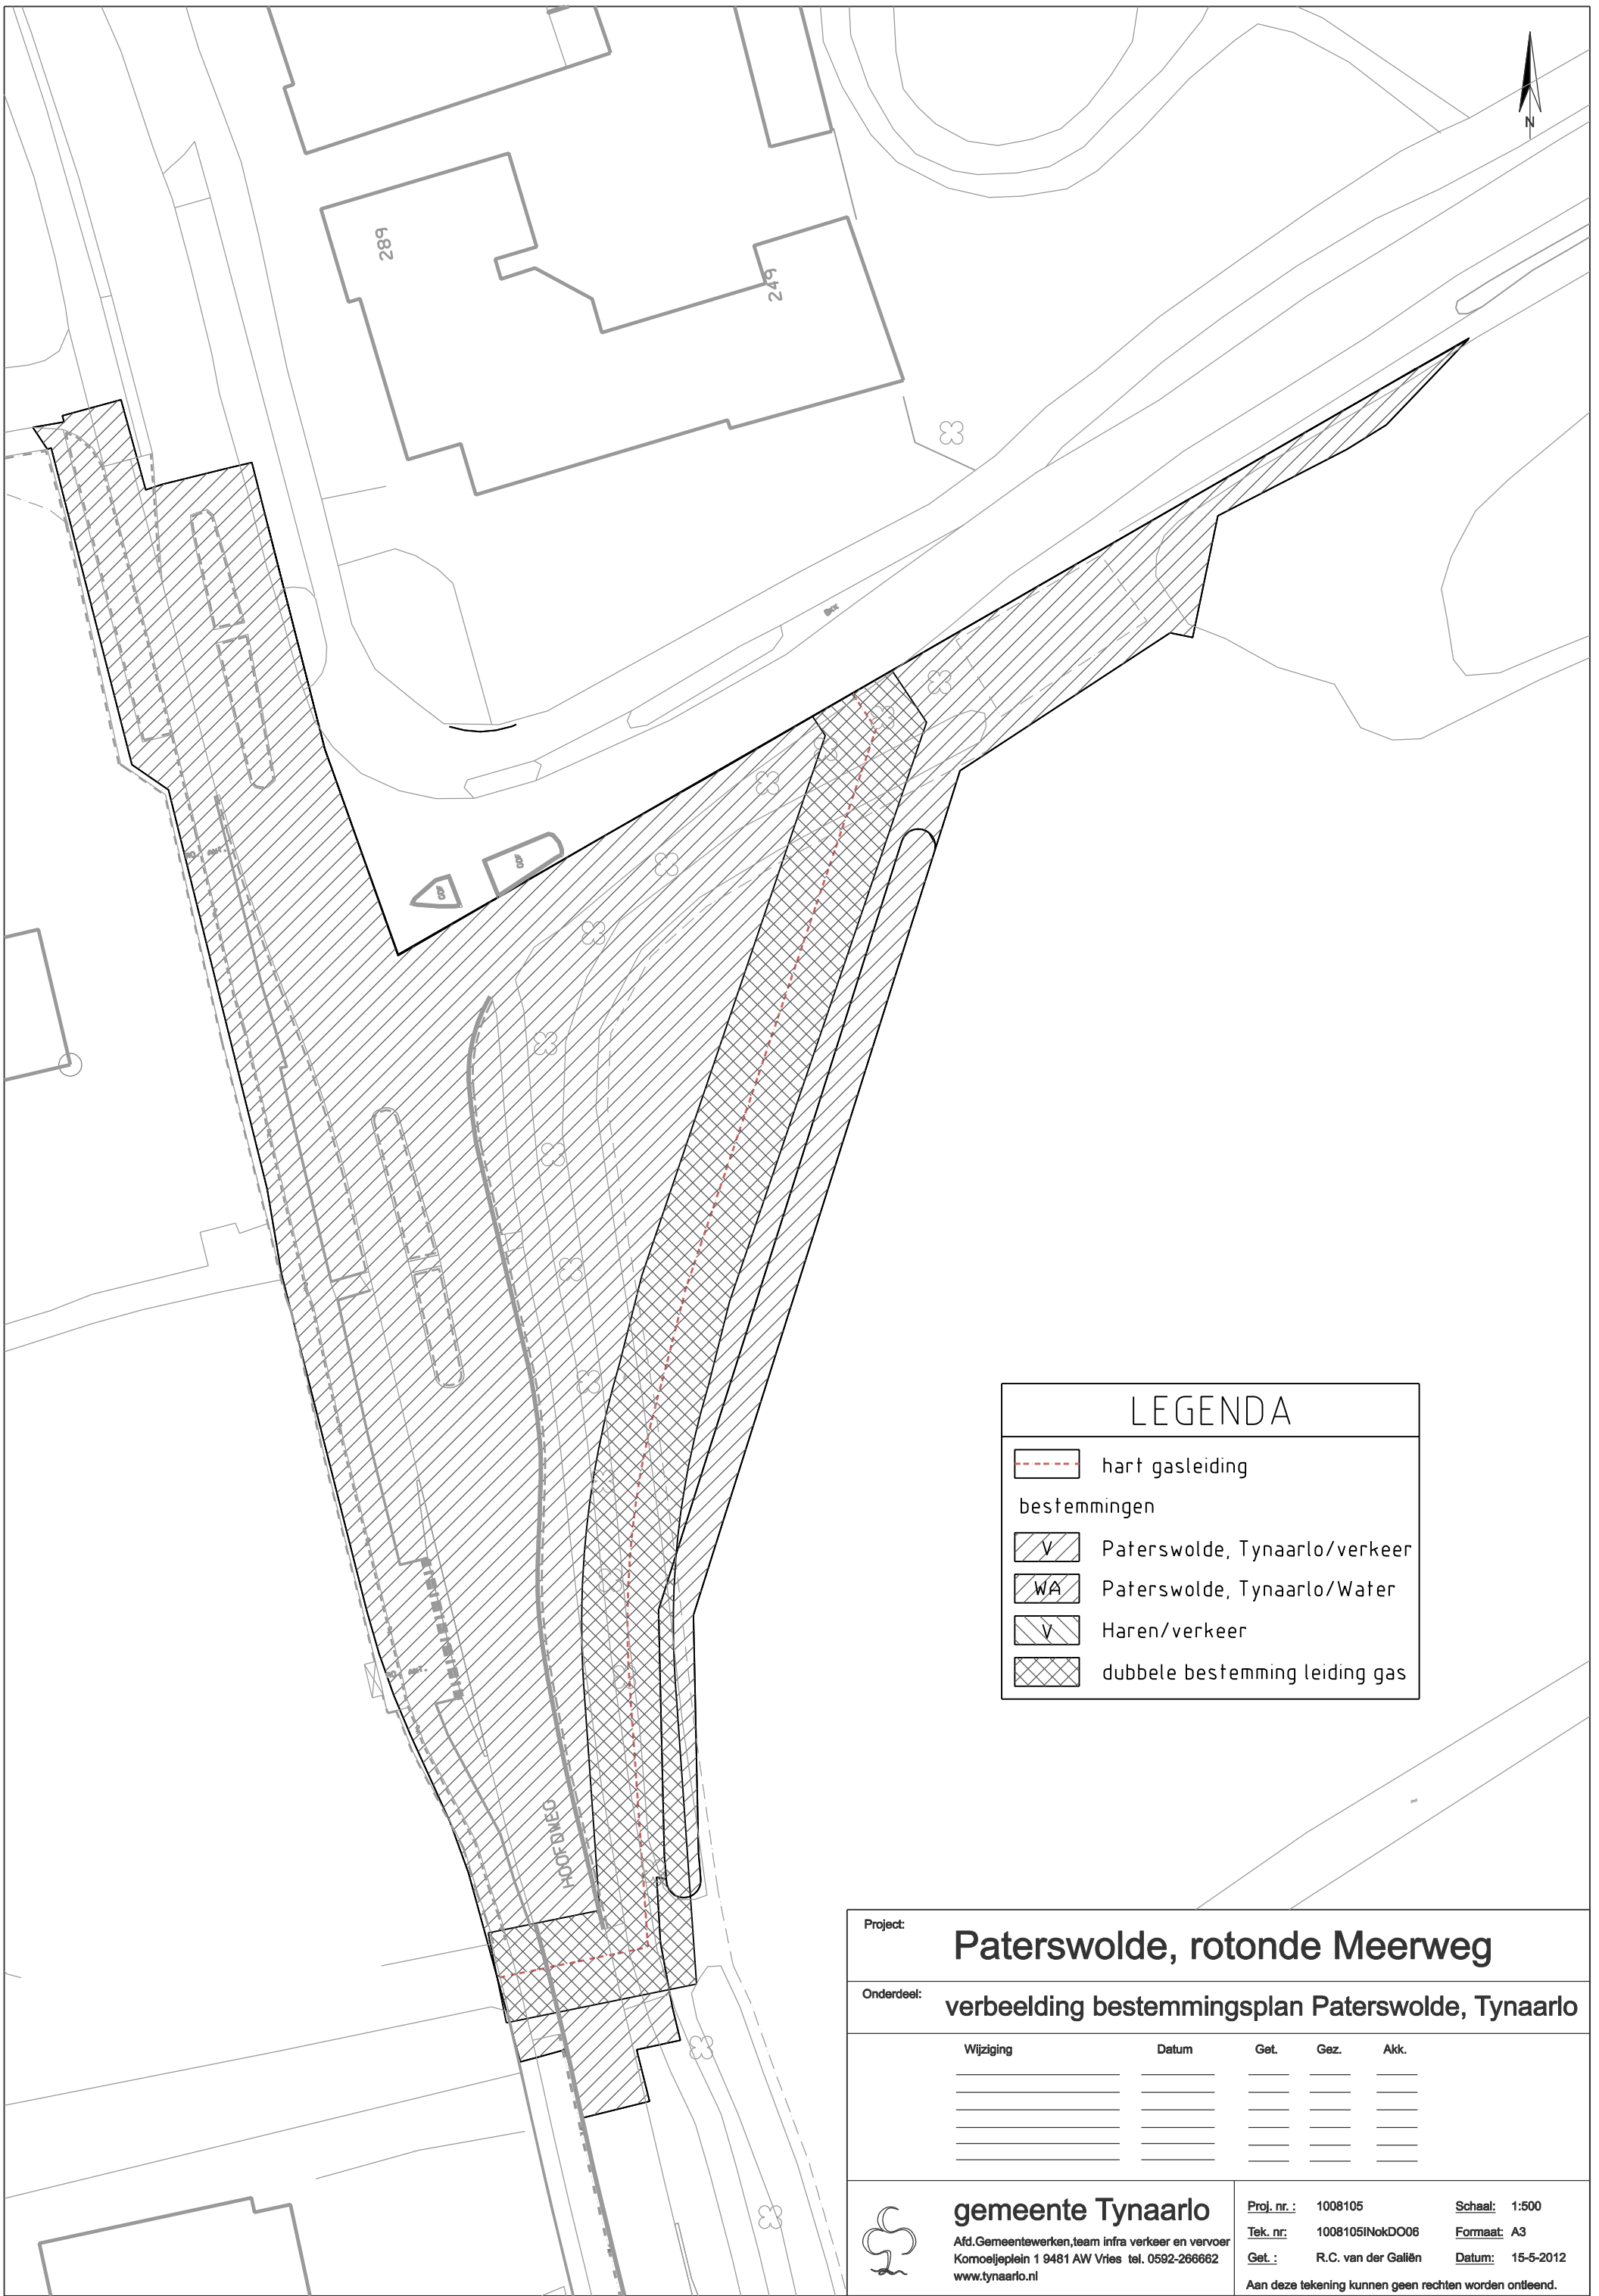 N
289
249
HOOFDWEG
LEGENDA
hart gasleiding
bestemmingen
V Paterswolde, Tynaarlo/verkeer
WA Paterswolde, Tynaarlo/Water
V Haren/verkeer
dubbele bestemming leiding gas
Project: Paterswolde, rotonde Meerweg
Onderdeel: verbeelding bestemmingsplan Paterswolde, Tynaarlo
Wijziging Datum Get. Gez. Akk.
gemeente Tynaarlo
Afd.Gemeentewerken,team infra verkeer en vervoer
Kornoeljeplein 1 9481 AW Vries tel. 0592-266662
www.tynaarlo.nl
Proj. nr. : 1008105 Schaal: 1:500
Tek. nr: 1008105INokDO06 Formaat: A3
Get. : R.C. van der Galiën Datum: 15-5-2012
Aan deze tekening kunnen geen rechten worden ontleend.